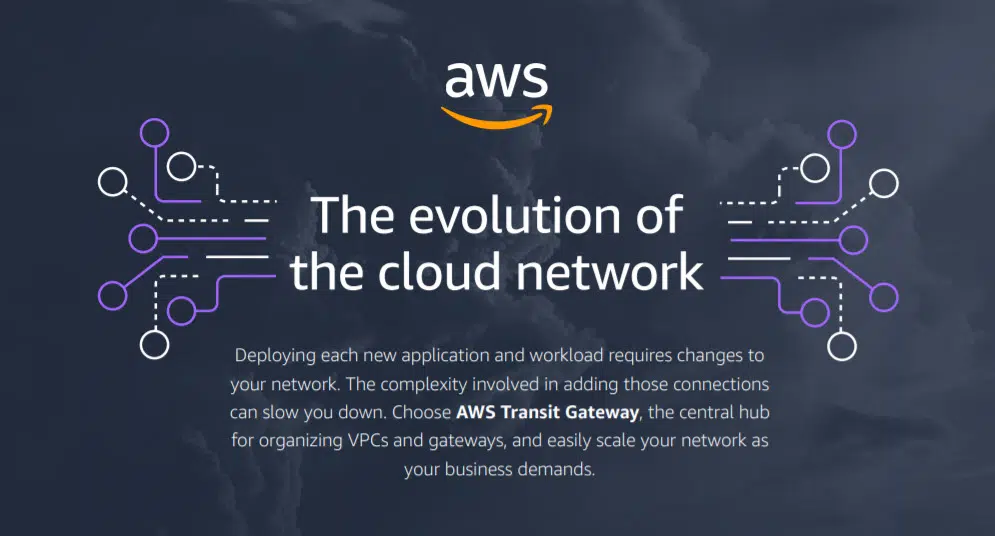 aws
The evolution of
the cloud network
Deploying each new application and workload requires changes to
your network. The complexity involved in adding those connections
can slow you down. Choose AWS Transit Gateway, the central hub
for organizing VPCs and gateways, and easily scale your network as
your business demands.